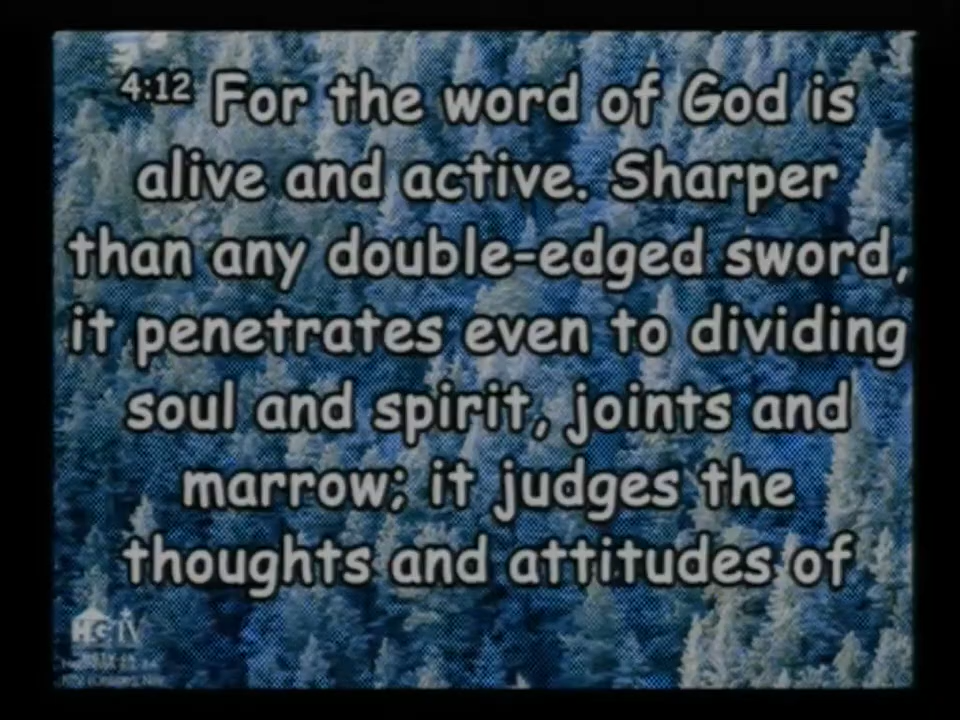 4:12 For the word of God is
alive and active. Sharper
than any double-edged sword,
it penetrates even to dividing
soul and spirit, joints and
marrow; it judges the
thoughts and attitudes of